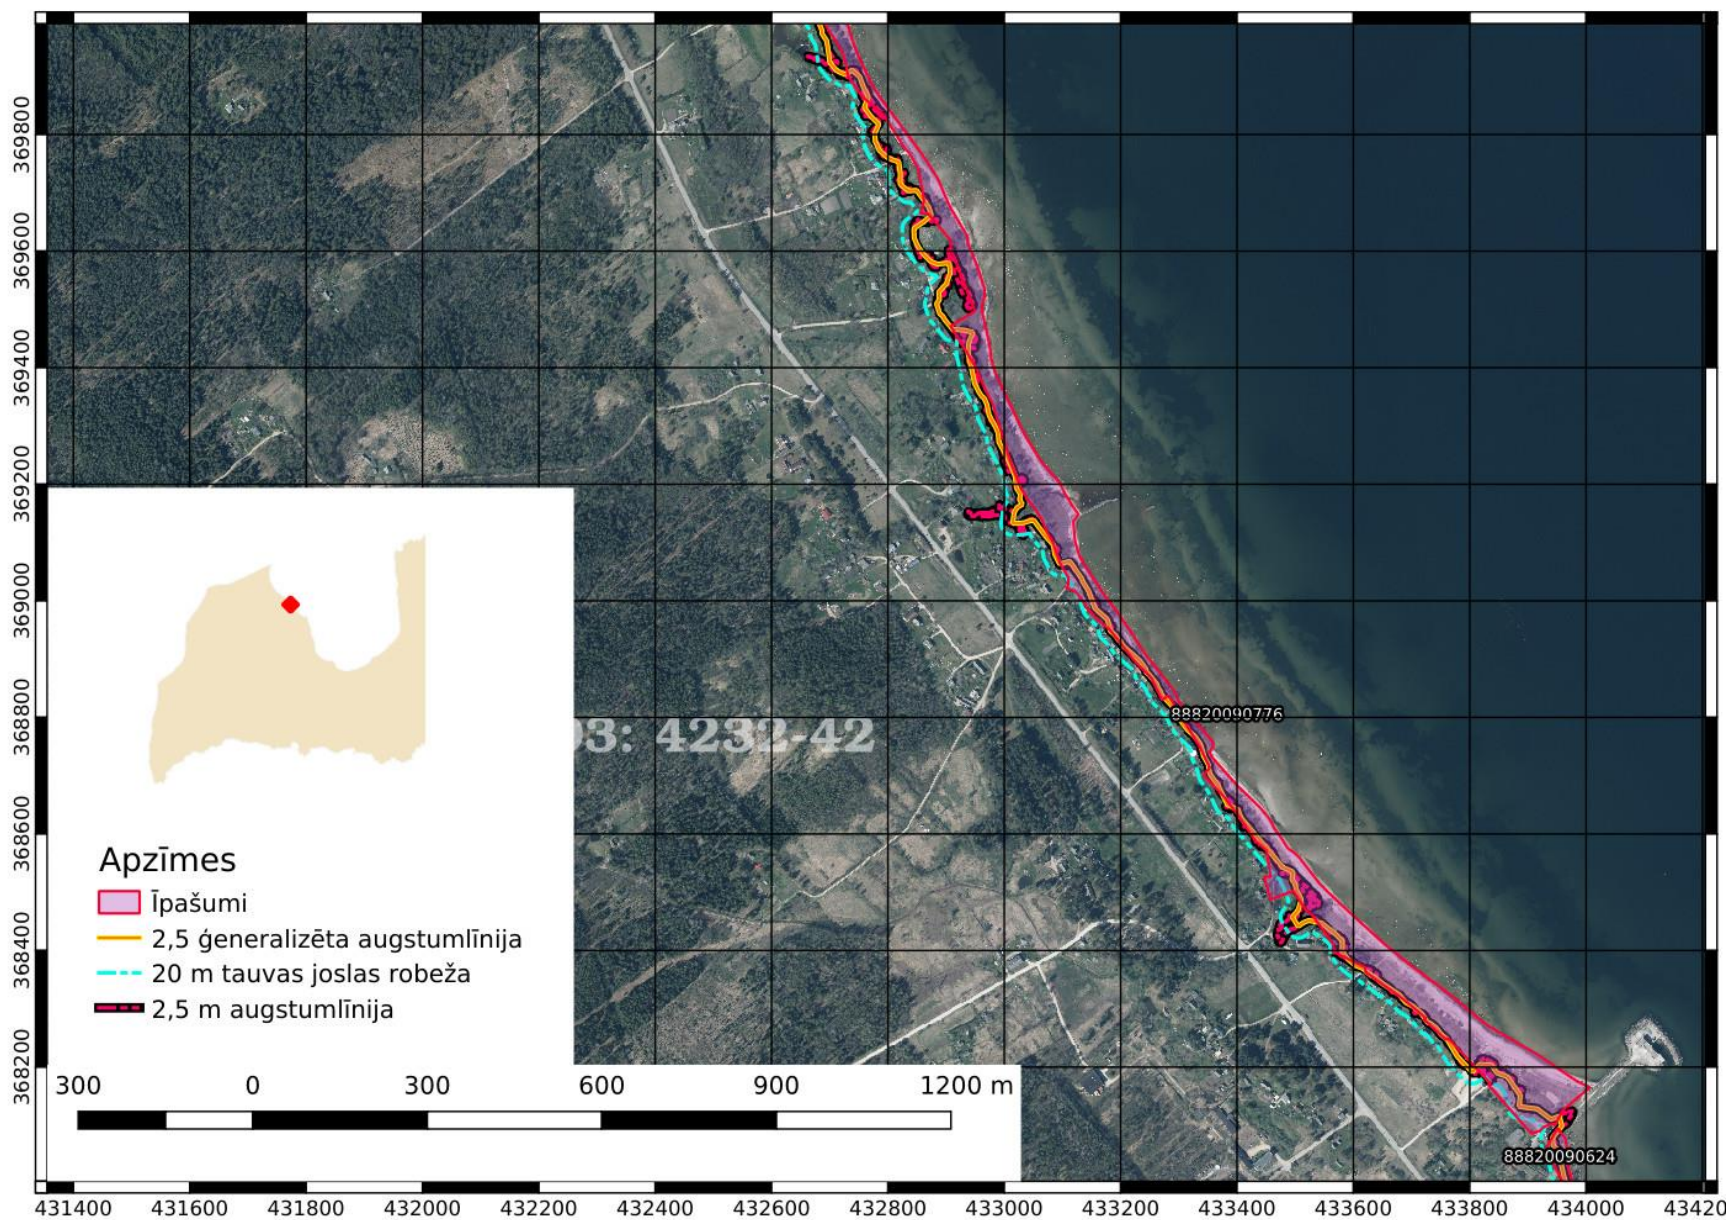 369800
369600
369400
369200
369000
368800
368600
368400
368200
03: 4232-42
88820090776
88820090624
Apzīmes
Īpašumi
2,5 ģeneralizēta augstumlīnija
20 m tauvas joslas robeža
2,5 m augstumlīnija
300 0 300 600 900 1200 m
431400 431600 431800 432000 432200 432400 432600 432800 433000 433200 433400 433600 433800 434000 43420